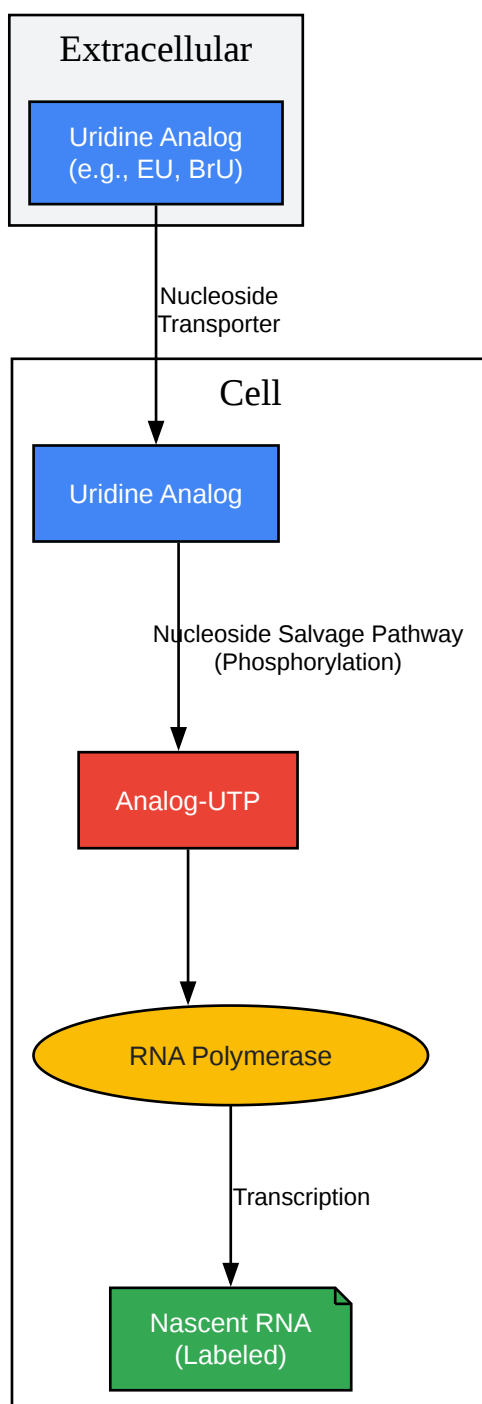 Extracellular
Uridine Analog
(e.g., EU, BrU)
Nucleoside
Transporter
Cell
Uridine Analog
Nucleoside Salvage Pathway
(Phosphorylation)
Analog-UTP
RNA Polymerase
Transcription
Nascent RNA
(Labeled)